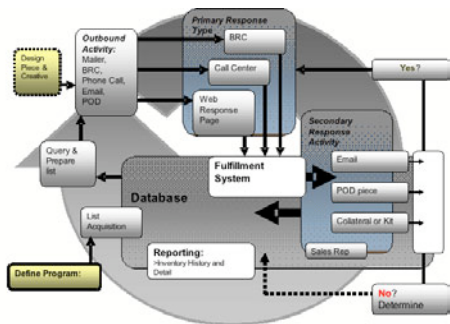 Design
Piece &
Creative
Outbound
Activity:
Mailer,
BRC,
Phone Call,
Email,
POD
Primary Response
Type
BRC
Call Center
Web
Response
Page
Yes?
Secondary
Response
Activity
Email
POD piece
Collateral or Kit
Sales Rep
Query &
Prepare
list
Fulfillment
System
Database
List
Acquisition
Reporting:
>Inventory History and
Detail
Define Program:
No?
Determine